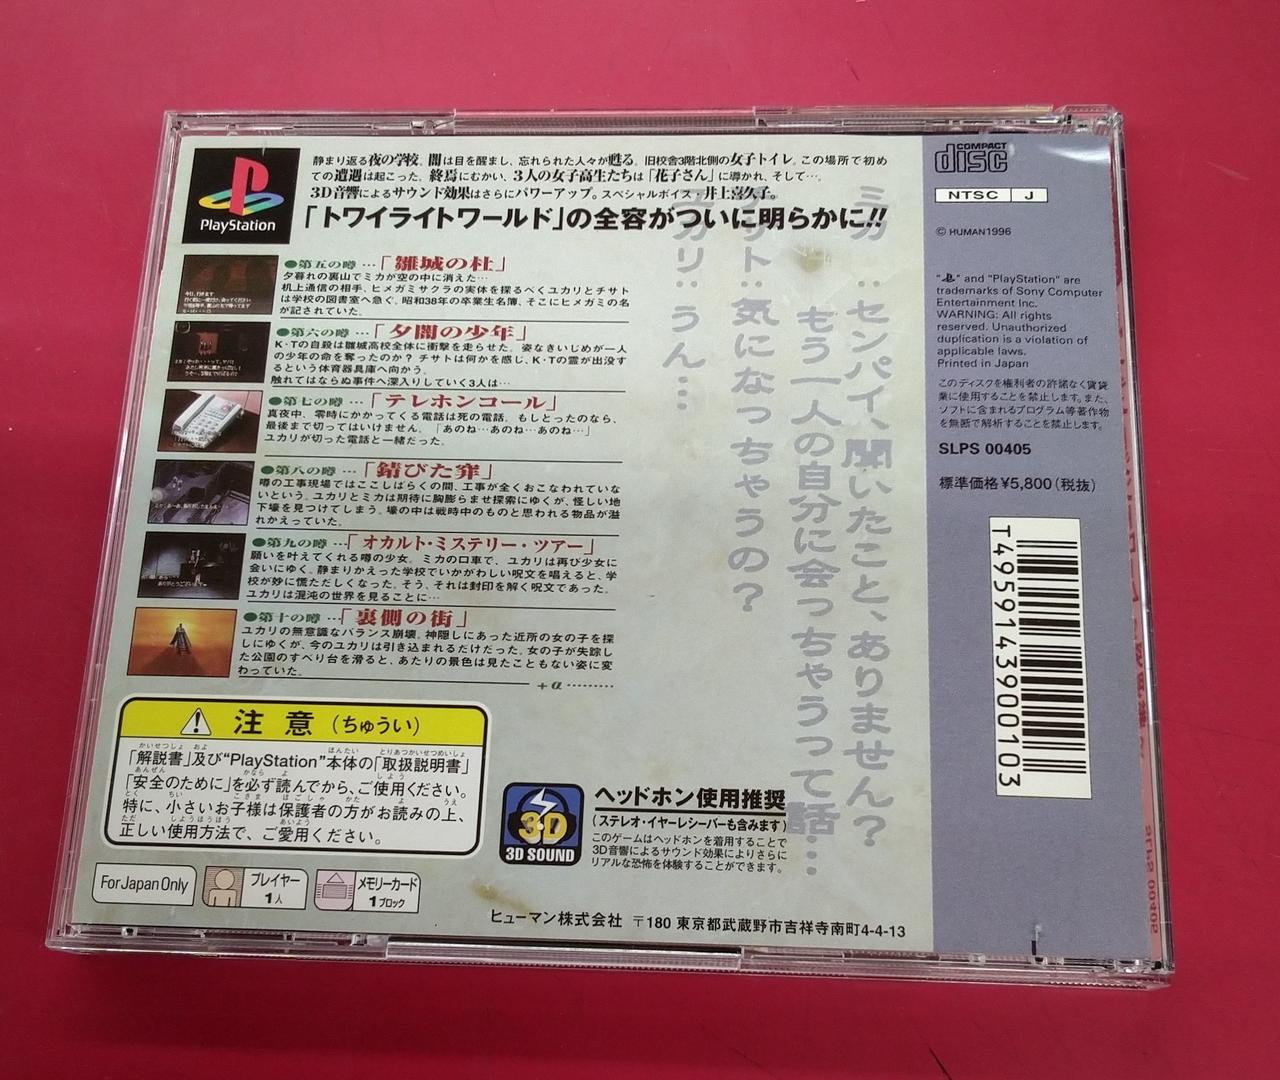 PlayStation
静まり返る夜の学校。闇は目を醒まし、忘れられた人々が甦る。旧校舎3階北側の女子トイレ。この場所で初め
ての遭遇は起こった。終焉にむかい、3人の女子高生たちは「花子さん」に導かれ、そして…。
3D音響によるサウンド効果はさらにパワーアップ。スペシャルボイス・井上喜久子。
「トワイライトワールド」の全容がついに明らかに!!
●第五の噂…「雛城の杜」
夕暮れの裏山でミカが空の中に消えた…
机上通信の相手、ヒメガミサクラの実体を探るべくユカリとチサト
は学校の図書室へ急ぐ。昭和38年の卒業生名簿、そこにヒメガミの名
が記されていた。
●第六の噂…「夕闇の少年」
K・Tの自殺は雛城高校全体に衝撃を走らせた。姿なきいじめが一人
の少年の命を奪ったのか？ チサトは何かを感じ、K・Tの霊が出没す
るという体育器具庫へ向かう。
触れてはならぬ事件へ深入りしていく3人は…
●第七の噂…「テレホンコール」
真夜中、零時にかかってくる電話は死の電話。もしとったのなら、
最後まで切ってはいけません。「あのね…あのね…あのね…」
ユカリが切った電話と一緒だった。
●第八の噂…「錆びた穽」
噂の工事現場ではここしばらくの間、工事が全くおこなわれていな
いという。ユカリとミカは期待に胸膨らませ探索にゆくが、怪しい地
下壕を見つけてしまう。壕の中は戦時中のものと思われる物品が溢
れかえっていた。
●第九の噂…「オカルト・ミステリー・ツアー」
願いを叶えてくれる噂の少女。ミカの口車で、ユカリは再び少女に
会いにゆく。静まりかえった学校でいかがわしい呪文を唱えると、学
校が妙に慌ただしくなった。そう、それは封印を解く呪文であった。
ユカリは混沌の世界を見ることに…
●第十の噂…「裏側の街」
ユカリの無意識なバランス崩壊。神隠しにあった近所の女の子を探
しにゆくが、今のユカリは引き込まれるだけだった。女の子が失踪し
た公園のすべり台を滑ると、あたりの景色は見たこともない姿に変
わっていた。
+α
ミカ：センパイ、聞いたこと、ありません？
もう一人の自分に会っちゃうって話…
チサト：気になっちゃうの？
ユカリ：うん…
注意（ちゅうい）
「解説書」及び“PlayStation”本体の「取扱説明書」
「安全のために」を必ず読んでから、ご使用ください。
特に、小さいお子様は保護者の方がお読みの上、
正しい使用方法で、ご愛用ください。
For Japan Only
プレイヤー
1人
メモリーカード
1ブロック
3D
3D SOUND
ヘッドホン使用推奨
（ステレオ・イヤーレシーバーも含みます）
このゲームはヘッドホンを着用することで
3D音響によるサウンド効果によりさらに
リアルな恐怖を体験することができます。
ヒューマン株式会社 〒180 東京都武蔵野市吉祥寺南町4-4-13
COMPACT
disc
NTSC J
© HUMAN1996
"PS" and "PlayStation" are
trademarks of Sony Computer
Entertainment Inc.
WARNING: All rights
reserved. Unauthorized
duplication is a violation of
applicable laws.
Printed in Japan
このディスクを権利者の許諾なく賃貸
業に使用することを禁止します。また、
ソフトに含まれるプログラム等著作物
を無断で解析することを禁止します。
SLPS 00405
標準価格¥5,800（税抜）
T4959143900103
SLPS 00405